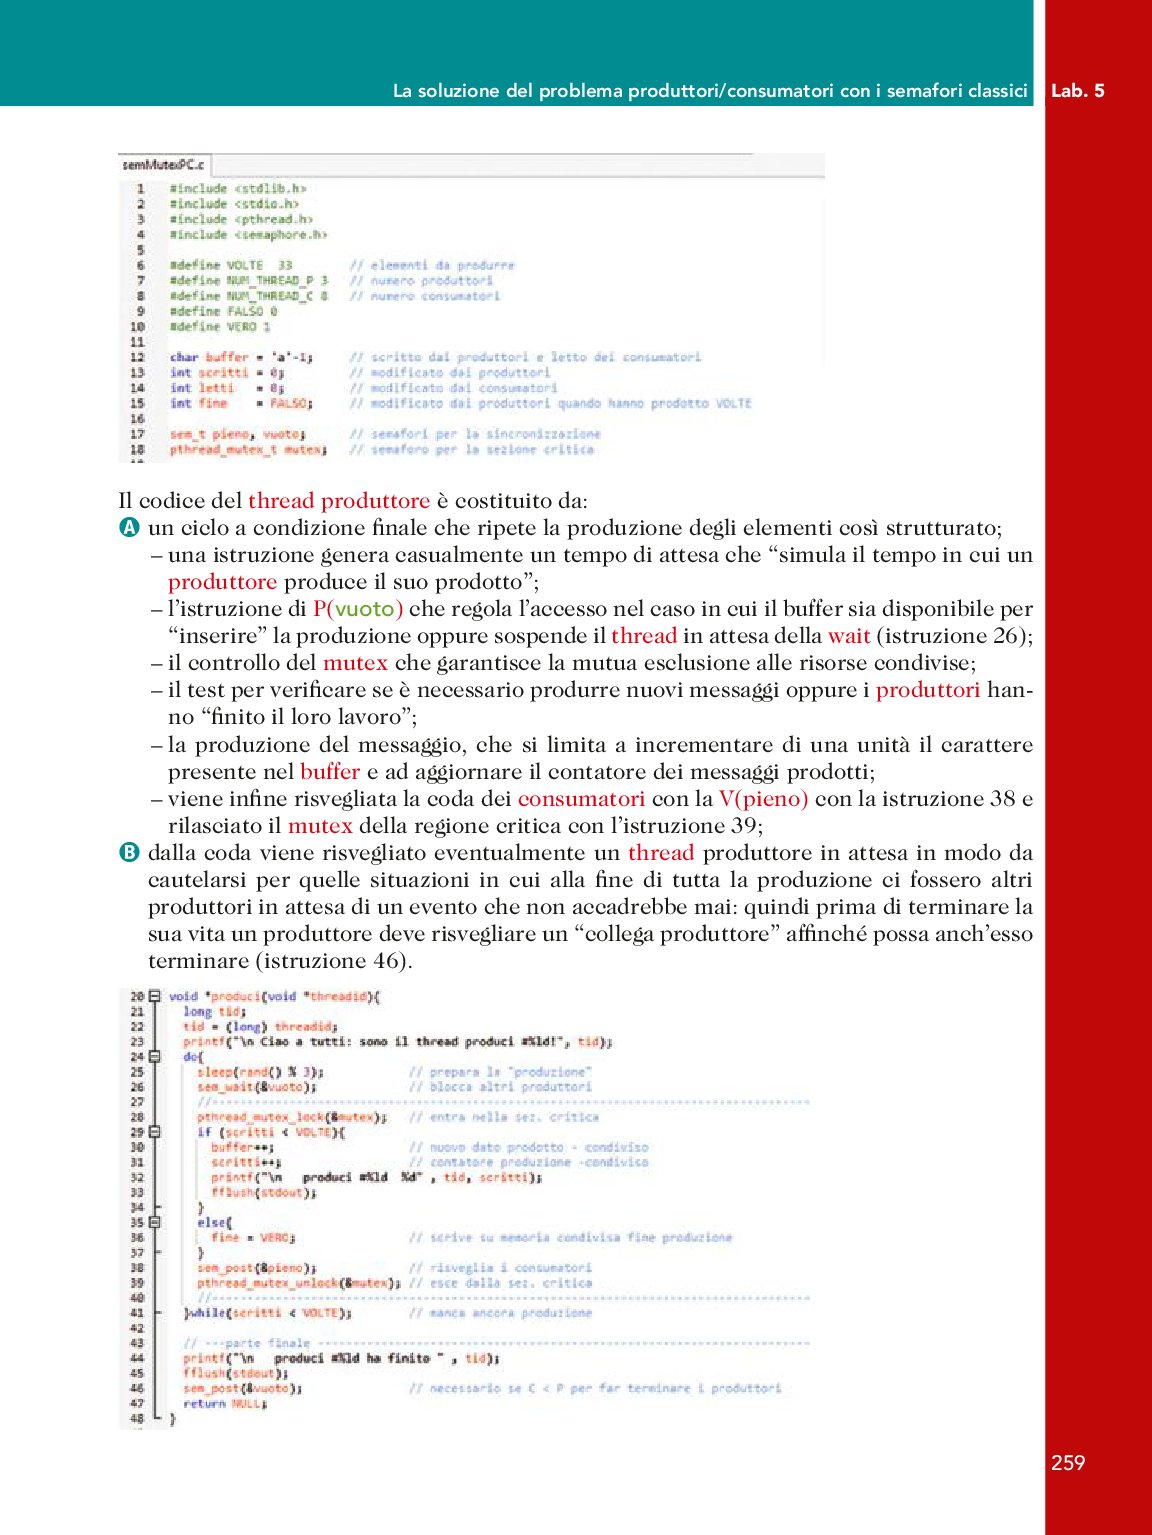 La soluzione del problema produttori/consumatori con i semafori classici Lab. 5
semMutexPC.c
1 #include <stdlib.h>
2 #include <stdio.h>
3 #include <pthread.h>
4 #include <semaphore.h>
5
6 #define VOLTE 33 // elementi da produrre
7 #define NUM_THREAD_P 3 // numero produttori
8 #define NUM_THREAD_C 8 // numero consumatori
9 #define FALSO 0
10 #define VERO 1
11
12 char buffer = 'a'-1; // scritto dai produttori e letto dei consumatori
13 int scritti = 0; // modificato dai produttori
14 int letti = 0; // modificato dai consumatori
15 int fine = FALSO; // modificato dai produttori quando hanno prodotto VOLTE
16
17 sem_t pieno, vuoto; // semafori per la sincronizzazione
18 pthread_mutex_t mutex; // semaforo per la sezione critica
Il codice del thread produttore è costituito da:
A un ciclo a condizione finale che ripete la produzione degli elementi così strutturato;
– una istruzione genera casualmente un tempo di attesa che “simula il tempo in cui un
produttore produce il suo prodotto”;
– l’istruzione di P(vuoto) che regola l’accesso nel caso in cui il buffer sia disponibile per
“inserire” la produzione oppure sospende il thread in attesa della wait (istruzione 26);
– il controllo del mutex che garantisce la mutua esclusione alle risorse condivise;
– il test per verificare se è necessario produrre nuovi messaggi oppure i produttori han-
no “finito il loro lavoro”;
– la produzione del messaggio, che si limita a incrementare di una unità il carattere
presente nel buffer e ad aggiornare il contatore dei messaggi prodotti;
– viene infine risvegliata la coda dei consumatori con la V(pieno) con la istruzione 38 e
rilasciato il mutex della regione critica con l’istruzione 39;
B dalla coda viene risvegliato eventualmente un thread produttore in attesa in modo da
cautelarsi per quelle situazioni in cui alla fine di tutta la produzione ci fossero altri
produttori in attesa di un evento che non accadrebbe mai: quindi prima di terminare la
sua vita un produttore deve risvegliare un “collega produttore” affinché possa anch’esso
terminare (istruzione 46).
20 void *produci(void *threadid){
21 long tid;
22 tid = (long) threadid;
23 printf("\n Ciao a tutti: sono il thread produci #%ld!", tid);
24 do{
25 sleep(rand() % 3); // prepara la "produzione"
26 sem_wait(&vuoto); // blocca altri produttori
27 //----------------------------------------------------------------
28 pthread_mutex_lock(&mutex); // entra nella sez. critica
29 if (scritti < VOLTE){
30 buffer++; // nuovo dato prodotto - condiviso
31 scritti++; // contatore produzione -condiviso
32 printf("\n produci #%ld %d" , tid, scritti);
33 fflush(stdout);
34 }
35 else{
36 fine = VERO; // scrive su memoria condivisa fine produzione
37 }
38 sem_post(&pieno); // risveglia i consumatori
39 pthread_mutex_unlock(&mutex); // esce dalla sez. critica
40 //----------------------------------------------------------------
41 }while(scritti < VOLTE); // manca ancora produzione
42
43 // ---parte finale ------------------------------------------------
44 printf("\n produci #%ld ha finito " , tid);
45 fflush(stdout);
46 sem_post(&vuoto); // necessario se C < P per far terminare i produttori
47 return NULL;
48 }
259